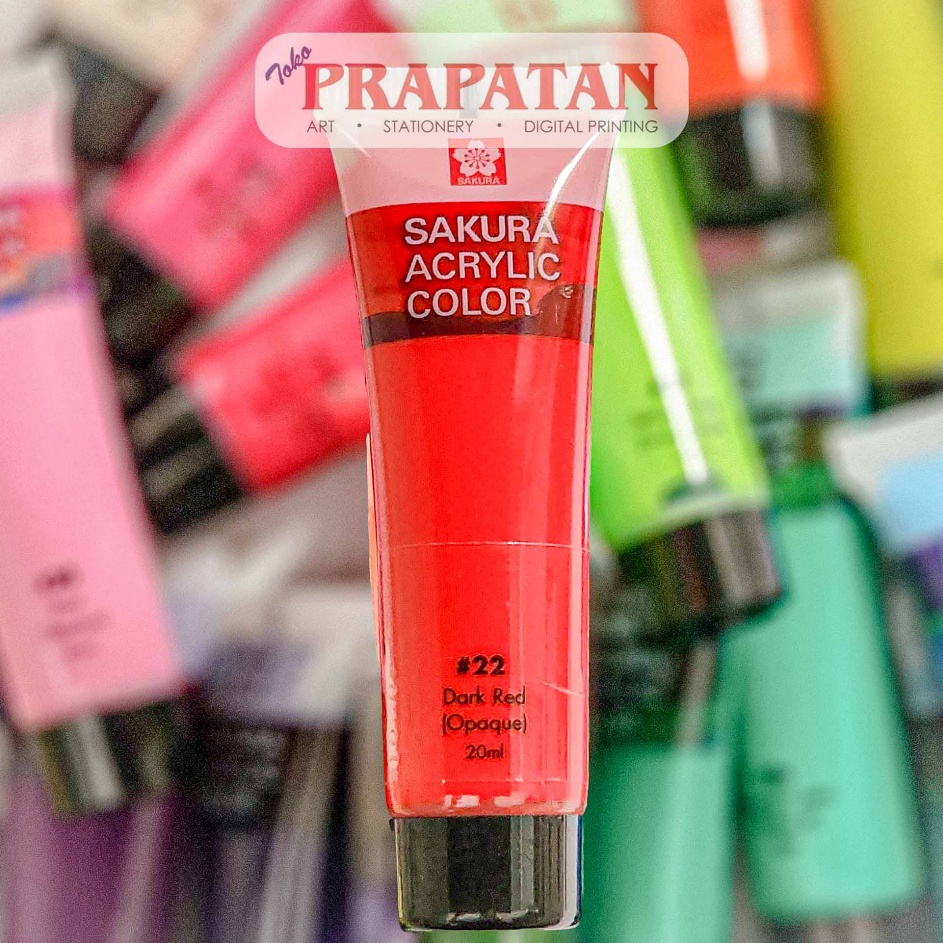 Toko
PRAPATAN
ART • STATIONERY • DIGITAL PRINTING
SAKURA
SAKURA
ACRYLIC
COLOR
#22
Dark Red
(Opaque)
20ml